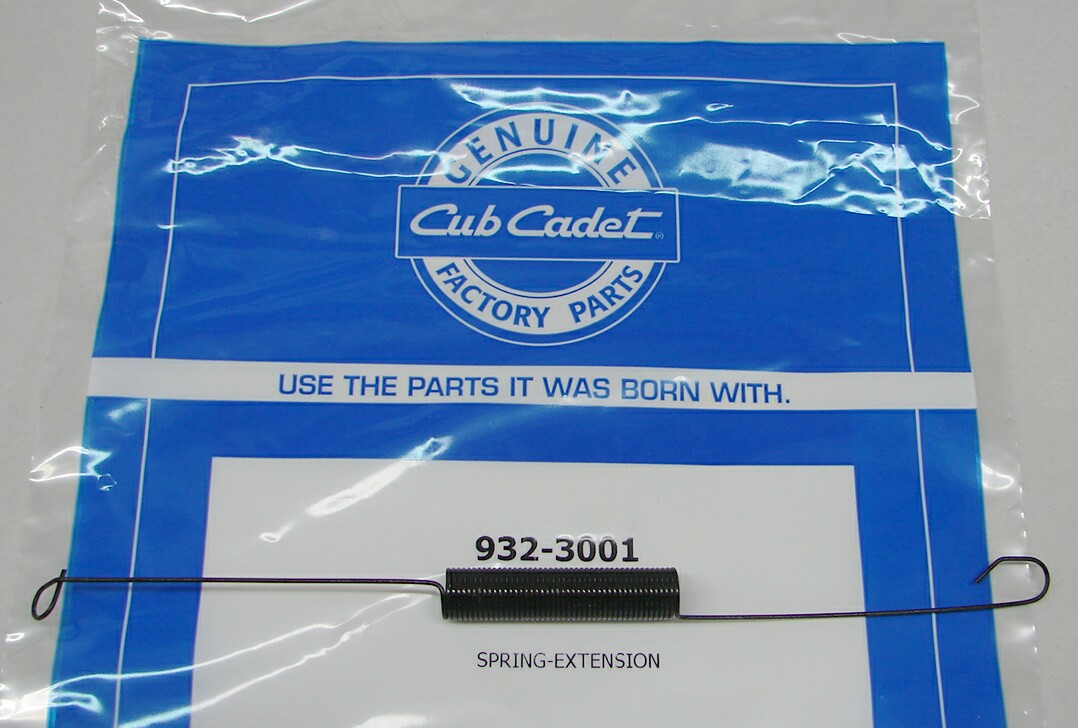 GENUINE
Cub Cadet®
FACTORY PARTS
USE THE PARTS IT WAS BORN WITH.
932-3001
SPRING-EXTENSION